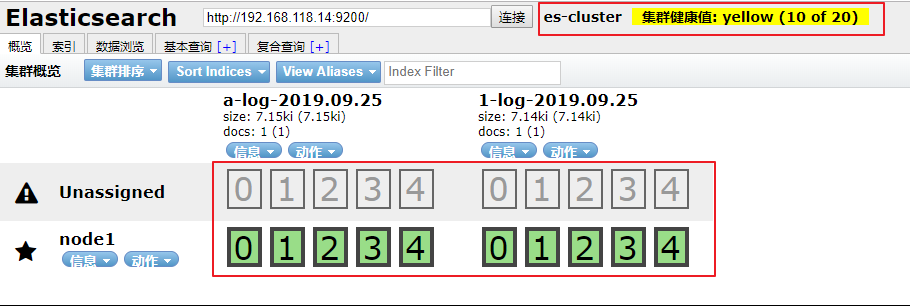 Elasticsearch http://192.168.118.14:9200/ 连接 es-cluster 集群健康值: yellow (10 of 20)
概览 索引 数据浏览 基本查询 [+] 复合查询 [+]
集群概览 集群排序 Sort Indices View Aliases Index Filter
a-log-2019.09.25 1-log-2019.09.25
size: 7.15ki (7.15ki) size: 7.14ki (7.14ki)
docs: 1 (1) docs: 1 (1)
信息 动作 信息 动作
Unassigned 0 1 2 3 4 0 1 2 3 4
node1 0 1 2 3 4 0 1 2 3 4
信息 动作